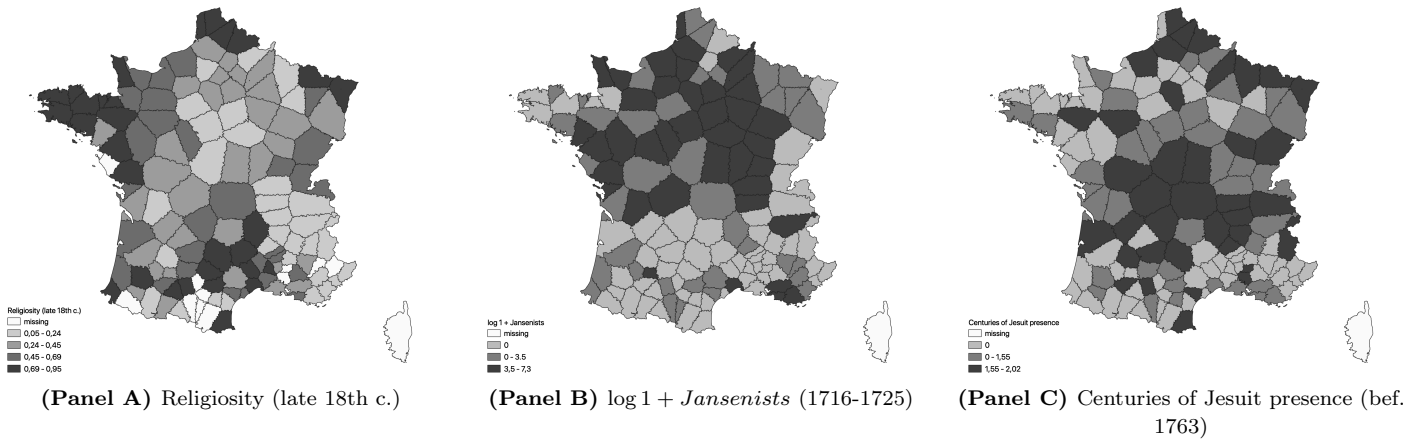 Religiosity (late 18th c.)
missing
0,05 - 0,24
0,24 - 0,45
0,45 - 0,69
0,69 - 0,95
log 1 + Jansenists
missing
0
0 - 3.5
3,5 - 7,3
Centuries of Jesuit presence
missing
0
0 - 1,55
1,55 - 2,02
(Panel A) Religiosity (late 18th c.)
(Panel B) log 1 + Jansenists (1716-1725)
(Panel C) Centuries of Jesuit presence (bef.
1763)